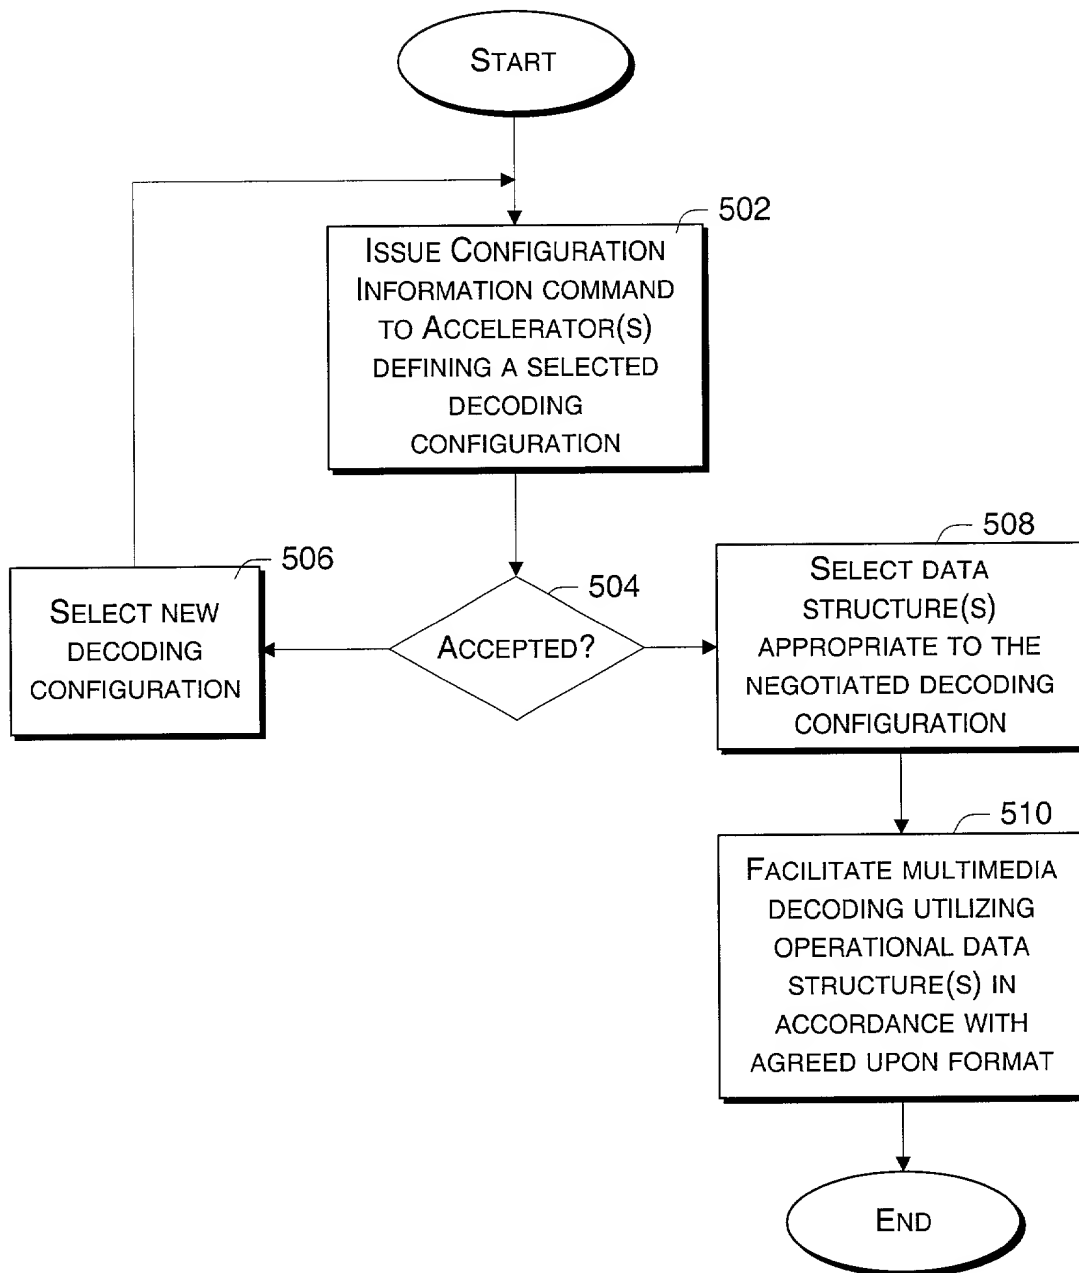 START
502
ISSUE CONFIGURATION
INFORMATION COMMAND
TO ACCELERATOR(S)
DEFINING A SELECTED
DECODING
CONFIGURATION
504
ACCEPTED?
506
SELECT NEW
DECODING
CONFIGURATION
508
SELECT DATA
STRUCTURE(S)
APPROPRIATE TO THE
NEGOTIATED DECODING
CONFIGURATION
510
FACILITATE MULTIMEDIA
DECODING UTILIZING
OPERATIONAL DATA
STRUCTURE(S) IN
ACCORDANCE WITH
AGREED UPON FORMAT
END